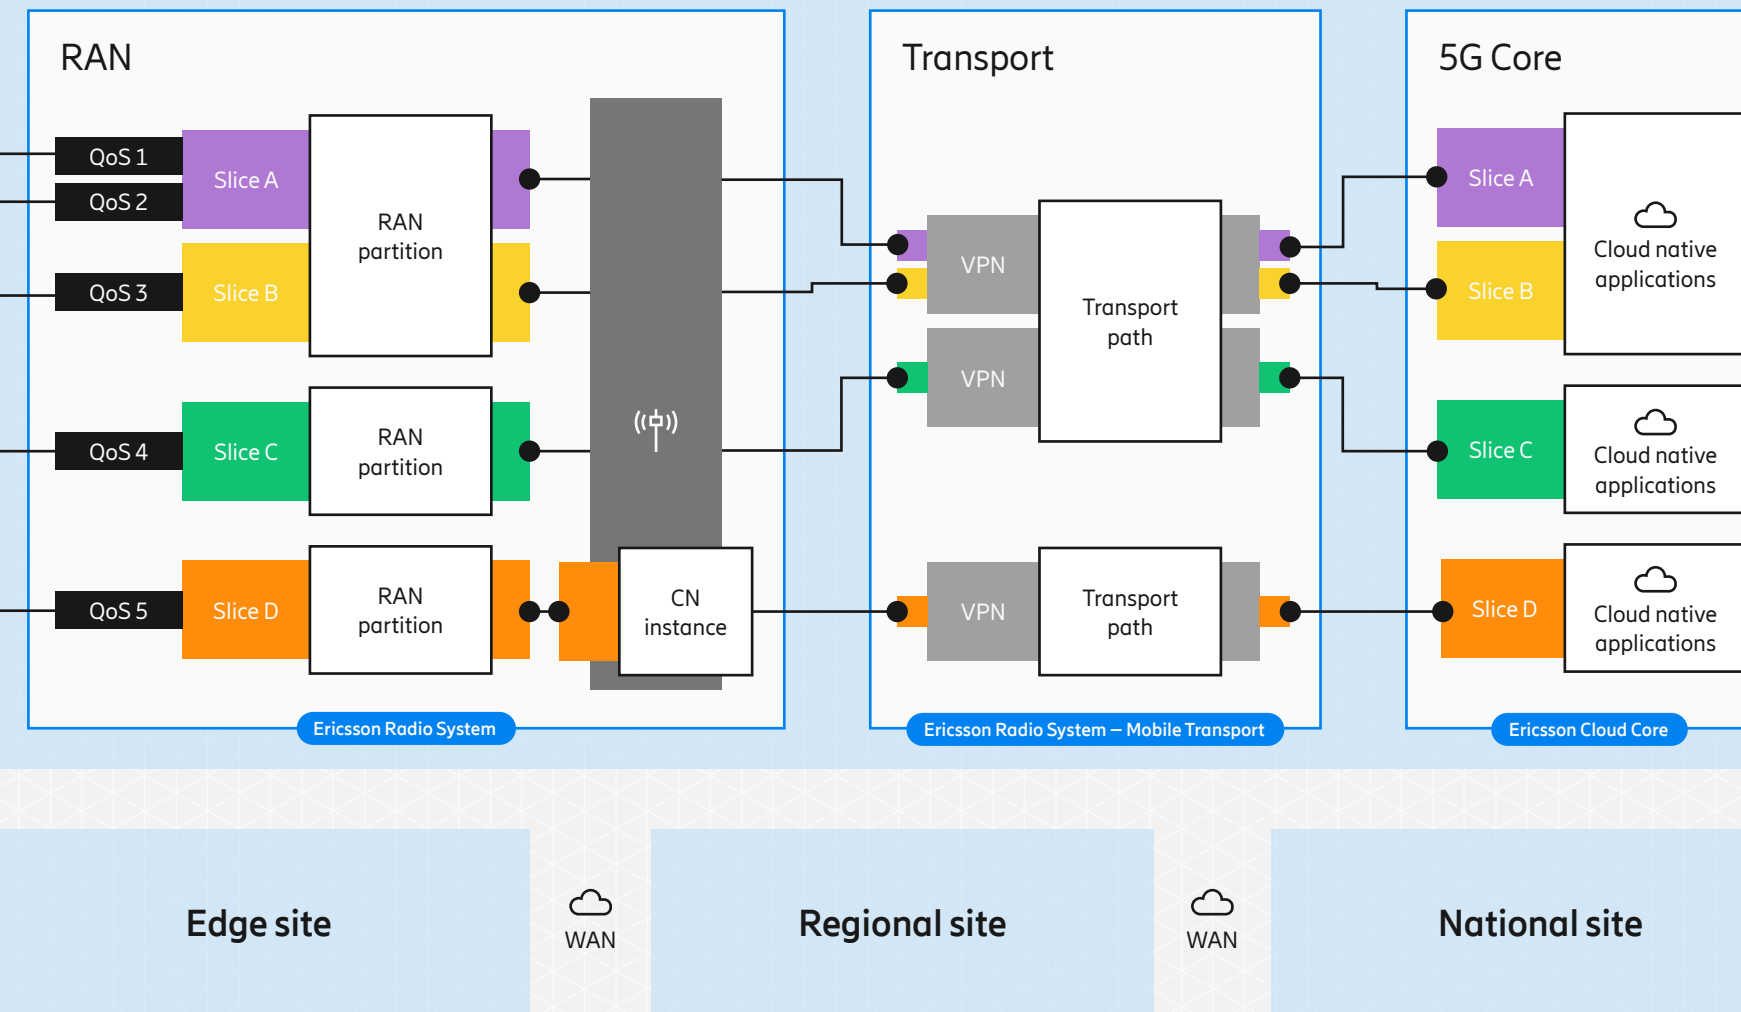 RAN
Transport
5G Core
QoS 1
QoS 2
Slice A
RAN
partition
QoS 3
Slice B
QoS 4
Slice C
RAN
partition
QoS 5
Slice D
RAN
partition
CN
instance
Ericsson Radio System
VPN
VPN
Transport
path
VPN
Transport
path
Ericsson Radio System – Mobile Transport
Slice A
Slice B
Cloud native
applications
Slice C
Cloud native
applications
Slice D
Cloud native
applications
Ericsson Cloud Core
Edge site
WAN
Regional site
WAN
National site